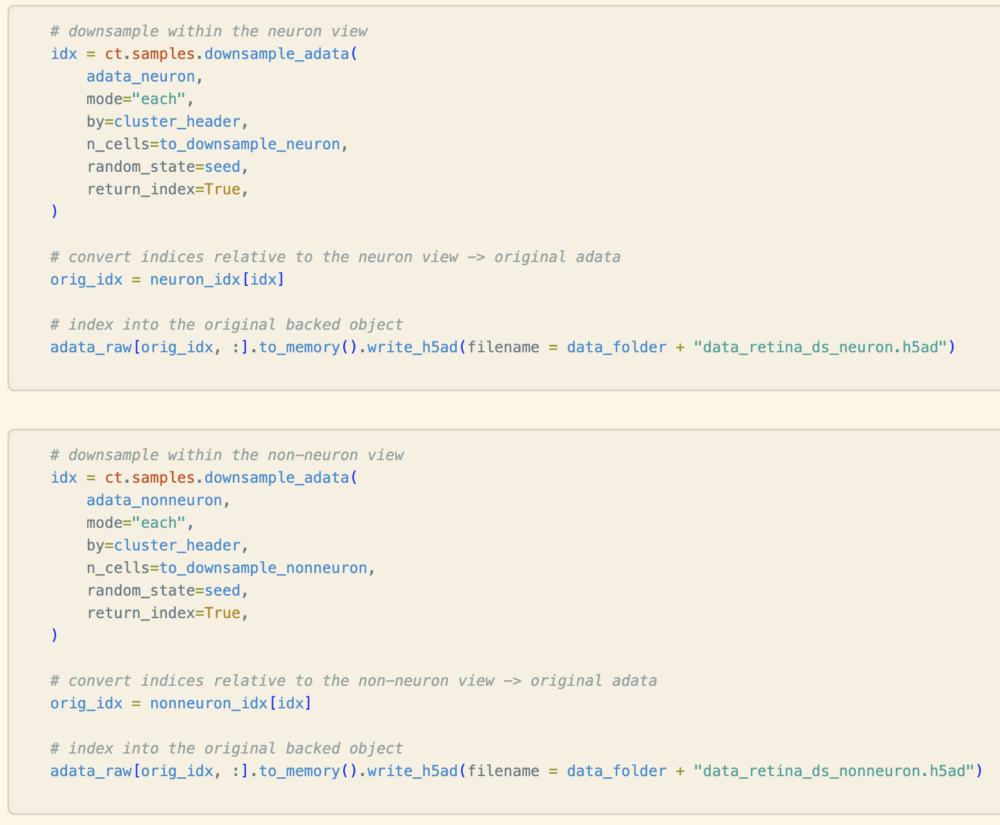 # downsample within the neuron view
idx = ct.samples.downsample_adata(
    adata_neuron,
    mode="each",
    by=cluster_header,
    n_cells=to_downsample_neuron,
    random_state=seed,
    return_index=True,
)

# convert indices relative to the neuron view -> original adata
orig_idx = neuron_idx[idx]

# index into the original backed object
adata_raw[orig_idx, :].to_memory().write_h5ad(filename = data_folder + "data_retina_ds_neuron.h5ad")

# downsample within the non-neuron view
idx = ct.samples.downsample_adata(
    adata_nonneuron,
    mode="each",
    by=cluster_header,
    n_cells=to_downsample_nonneuron,
    random_state=seed,
    return_index=True,
)

# convert indices relative to the non-neuron view -> original adata
orig_idx = nonneuron_idx[idx]

# index into the original backed object
adata_raw[orig_idx, :].to_memory().write_h5ad(filename = data_folder + "data_retina_ds_nonneuron.h5ad")